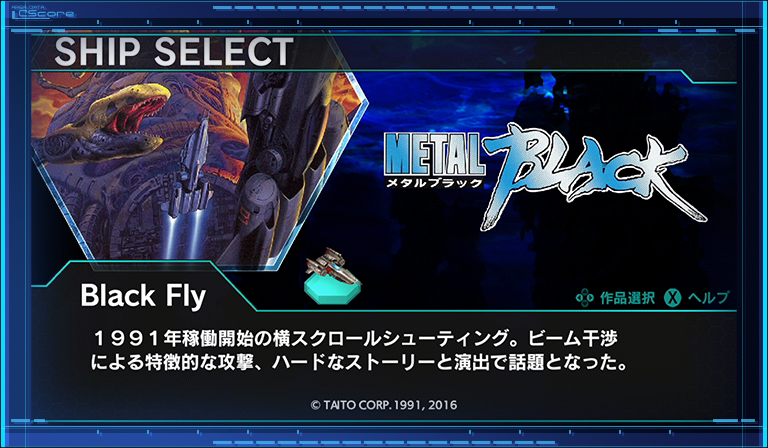 CScore
SHIP SELECT
METAL BLACK
メタルブラック
Black Fly
作品選択 X ヘルプ
1991年稼働開始の横スクロールシューティング。ビーム干渉
による特徴的な攻撃、ハードなストーリーと演出で話題となった。
© TAITO CORP. 1991, 2016